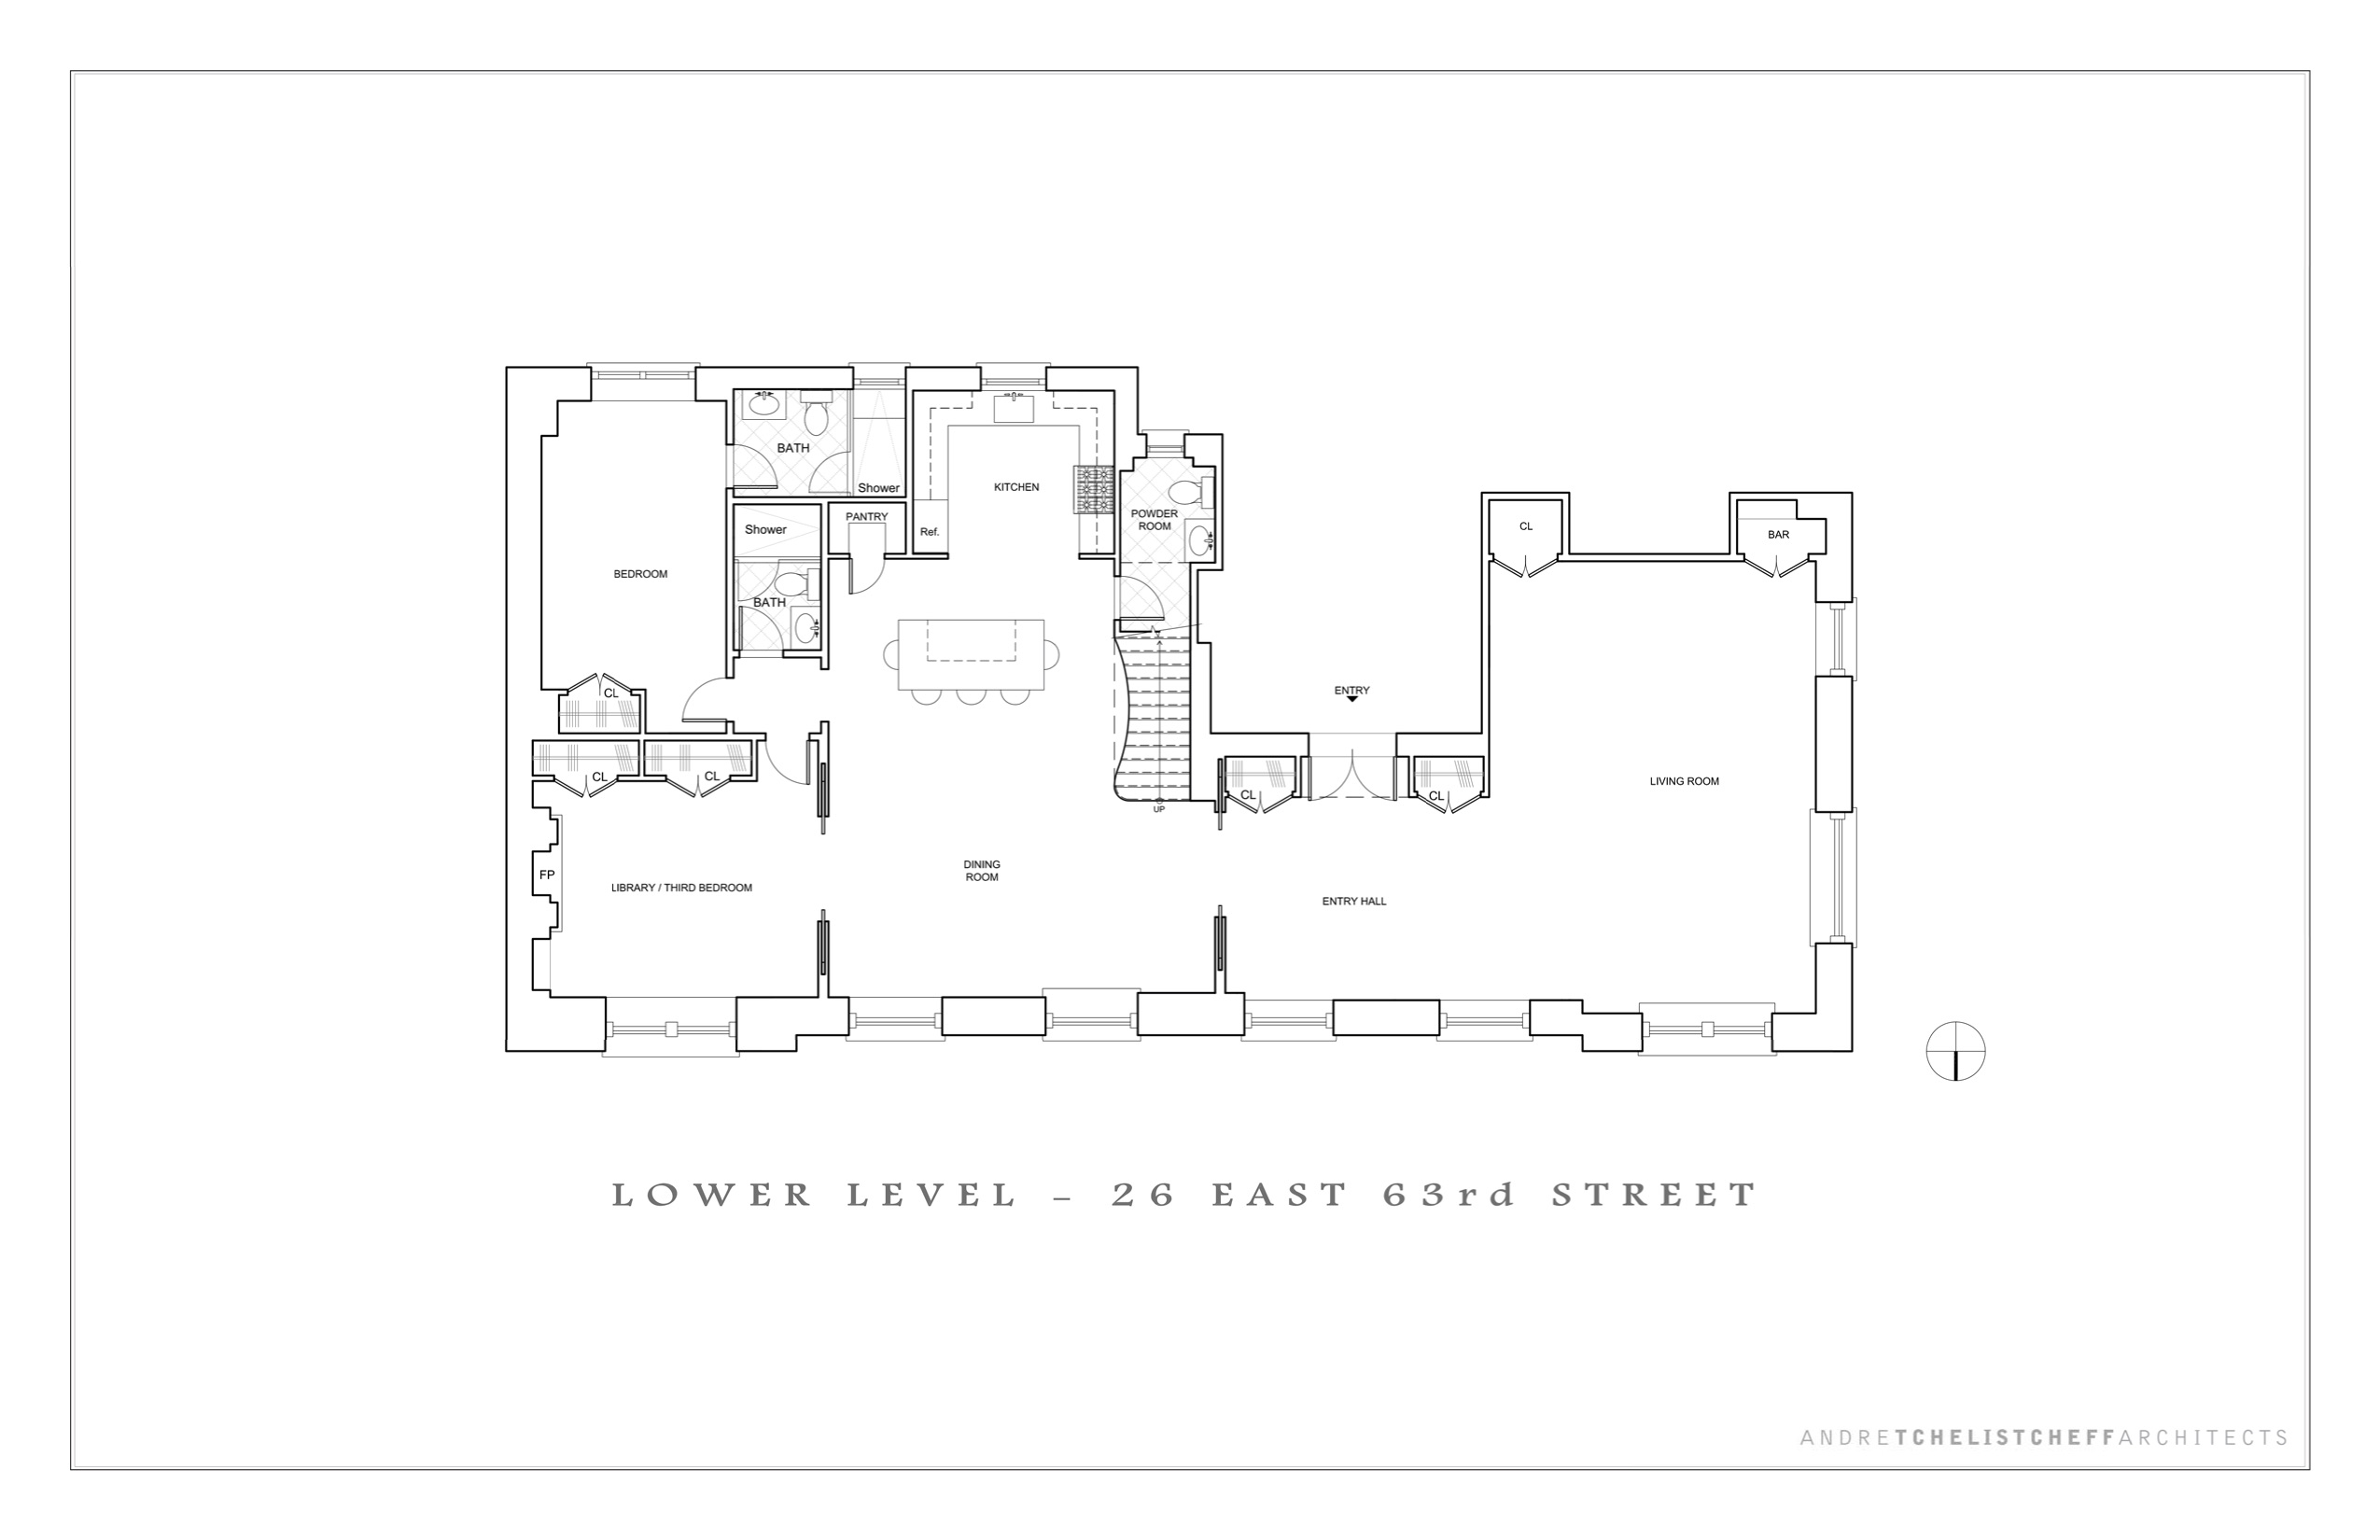 BATH
Shower
KITCHEN
PANTRY
Ref.
Shower
POWDER
ROOM
CL
BAR
BEDROOM
BATH
CL
ENTRY
CL
CL
CL
CL
UP
LIVING ROOM
FP
LIBRARY / THIRD BEDROOM
DINING
ROOM
ENTRY HALL
LOWER LEVEL – 26 EAST 63rd STREET
ANDRETCHELISTCHEFFARCHITECTS